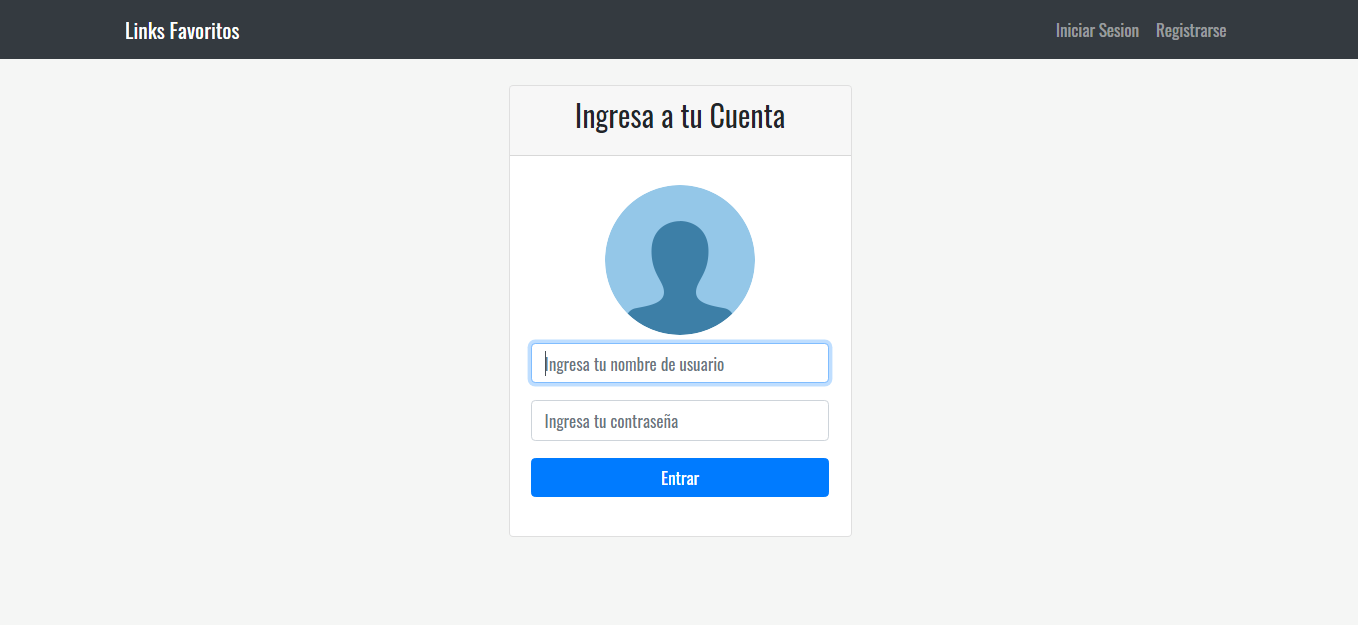 Links Favoritos
Iniciar Sesion
Registrarse
Ingresa a tu Cuenta
Ingresa tu nombre de usuario
Ingresa tu contraseña
Entrar